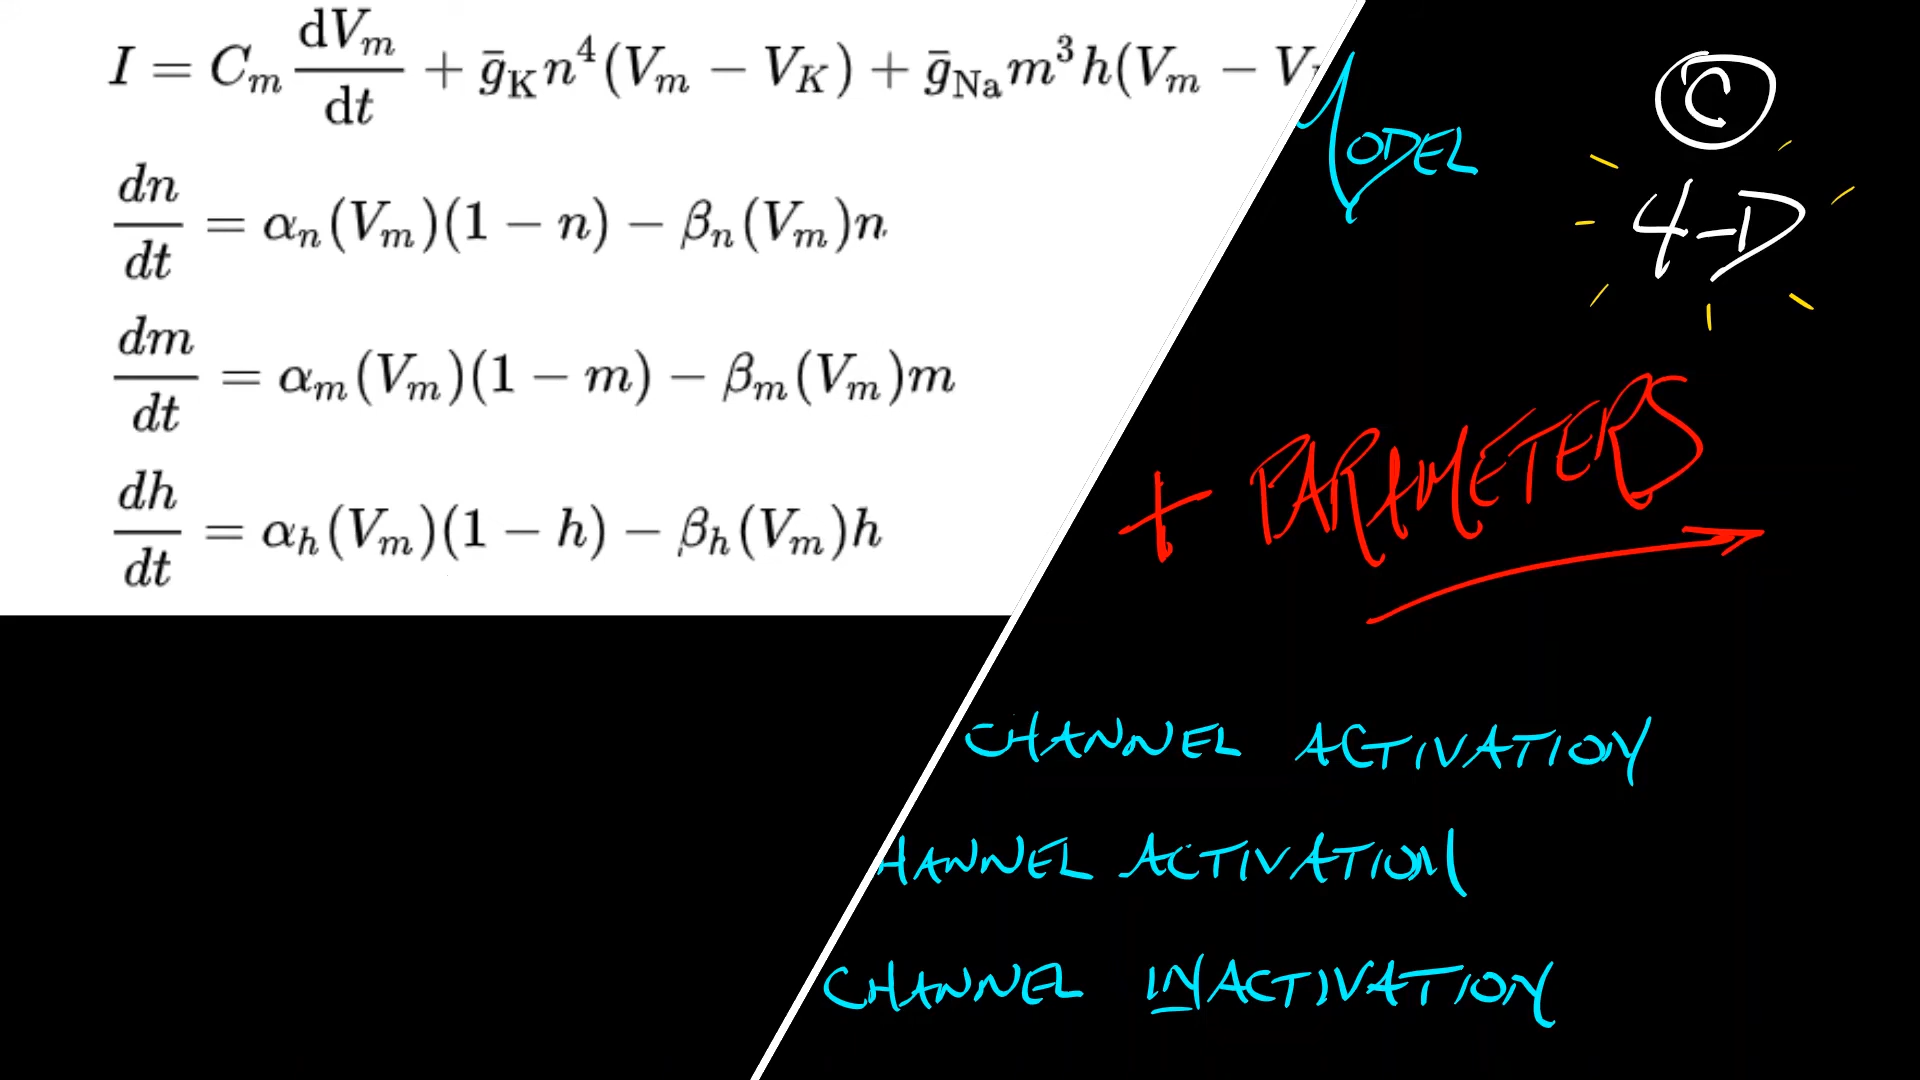 I = C_m dV_m/dt + ḡ_K n^4 (V_m − V_K) + ḡ_Na m^3 h(V_m −
dn/dt = α_n(V_m)(1 − n) − β_n(V_m)n
dm/dt = α_m(V_m)(1 − m) − β_m(V_m)m
dh/dt = α_h(V_m)(1 − h) − β_h(V_m)h
MODEL
C
4-D
+ PARAMETERS
CHANNEL ACTIVATION
HANNEL ACTIVATION
CHANNEL INACTIVATION